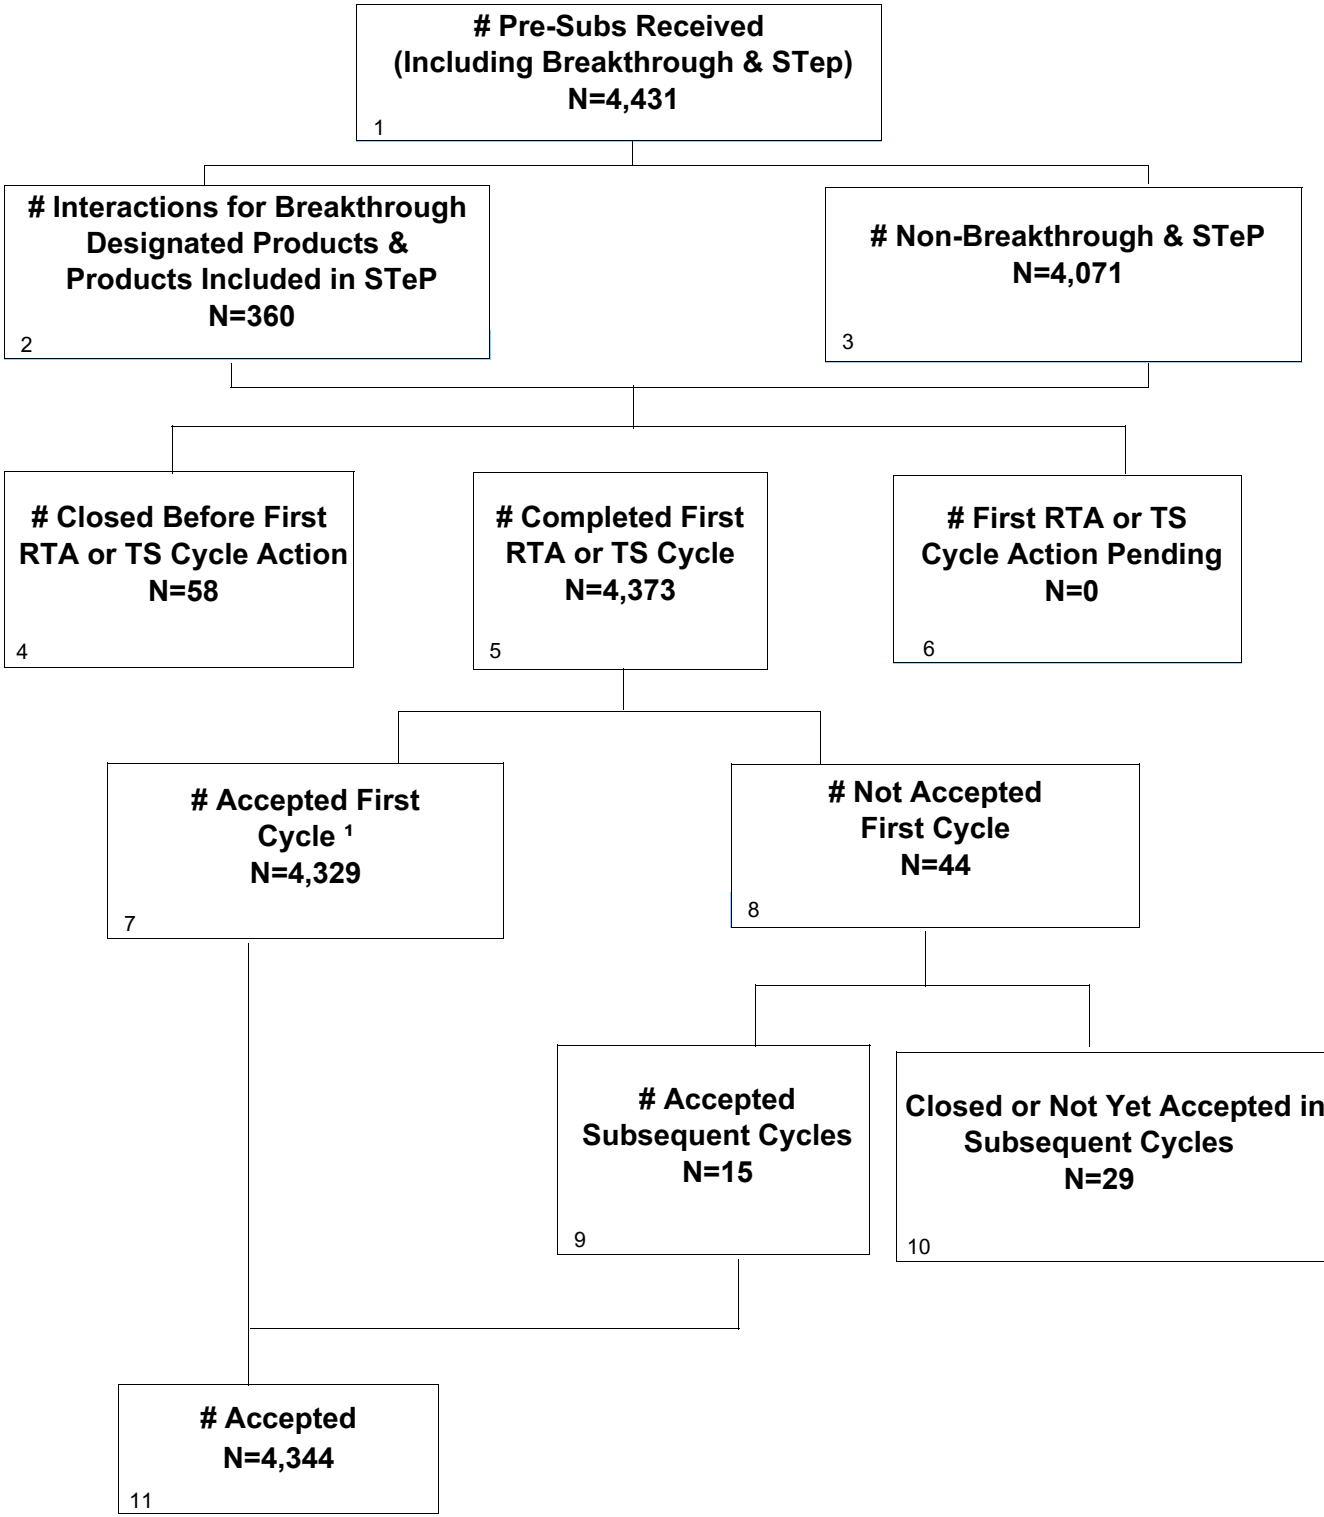 # Pre-Subs Received
(Including Breakthrough & STep)
N=4,431
1
# Interactions for Breakthrough
Designated Products &
Products Included in STeP
N=360
2
# Non-Breakthrough & STeP
N=4,071
3
# Closed Before First
RTA or TS Cycle Action
N=58
4
# Completed First
RTA or TS Cycle
N=4,373
5
# First RTA or TS
Cycle Action Pending
N=0
6
# Accepted First
Cycle ¹
N=4,329
7
# Not Accepted
First Cycle
N=44
8
# Accepted
Subsequent Cycles
N=15
9
Closed or Not Yet Accepted in
Subsequent Cycles
N=29
10
# Accepted
N=4,344
11